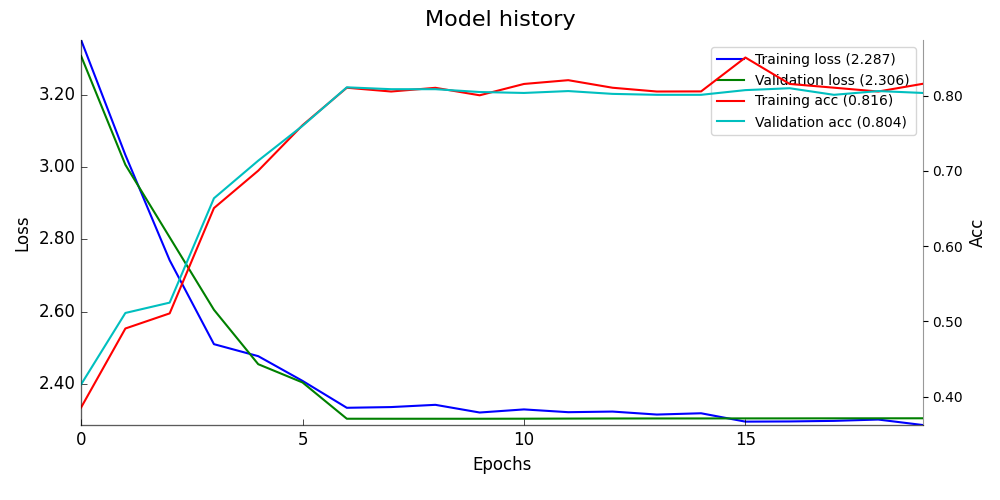 Model history
Training loss (2.287)
Validation loss (2.306)
Training acc (0.816)
Validation acc (0.804)
3.20
3.00
2.80
2.60
2.40
Loss
0.80
0.70
0.60
0.50
0.40
Acc
0 5 10 15
Epochs